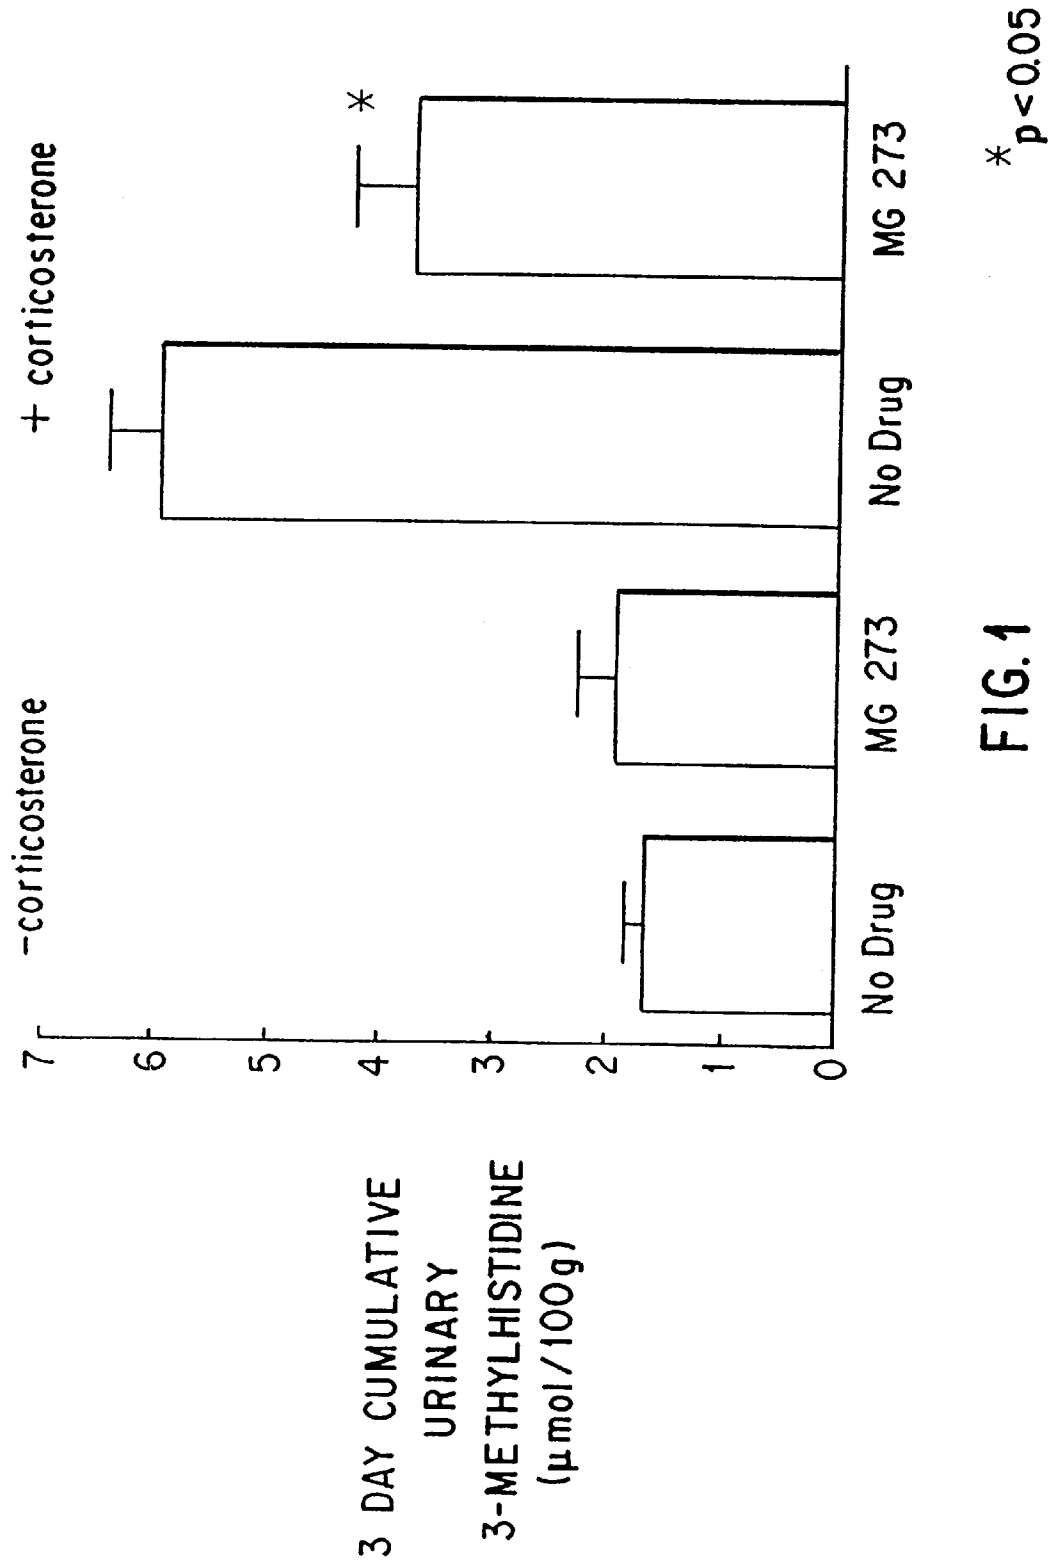 -corticosterone
+ corticosterone
3 DAY CUMULATIVE
URINARY
3-METHYLHISTIDINE
(μmol/100g)
7
6
5
4
3
2
1
0
*
No Drug
MG 273
No Drug
MG 273
*p<0.05
FIG. 1